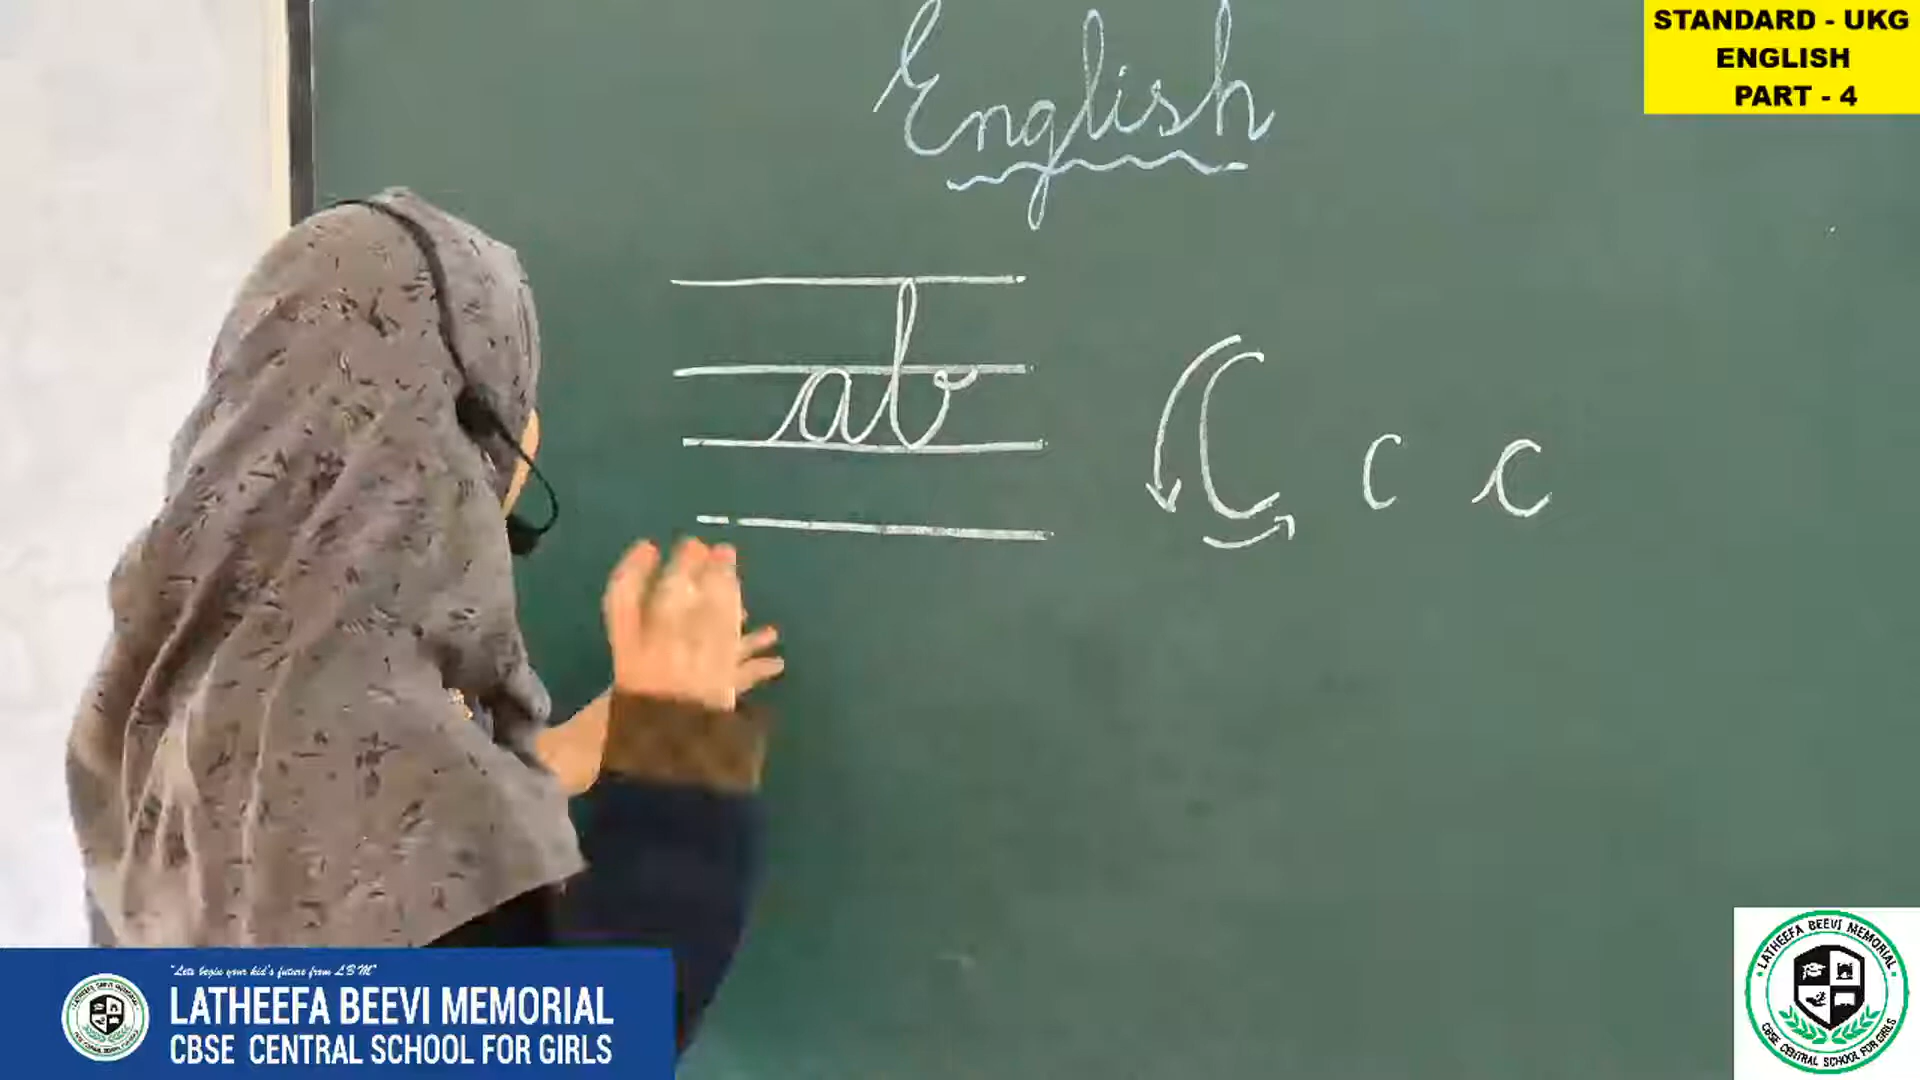 STANDARD - UKG
ENGLISH
PART - 4
English
ab
C c c
"Lets begin your kid's future from L B M"
LATHEEFA BEEVI MEMORIAL
CBSE CENTRAL SCHOOL FOR GIRLS
LATHEEFA BEEVI MEMORIAL
CBSE CENTRAL SCHOOL FOR GIRLS